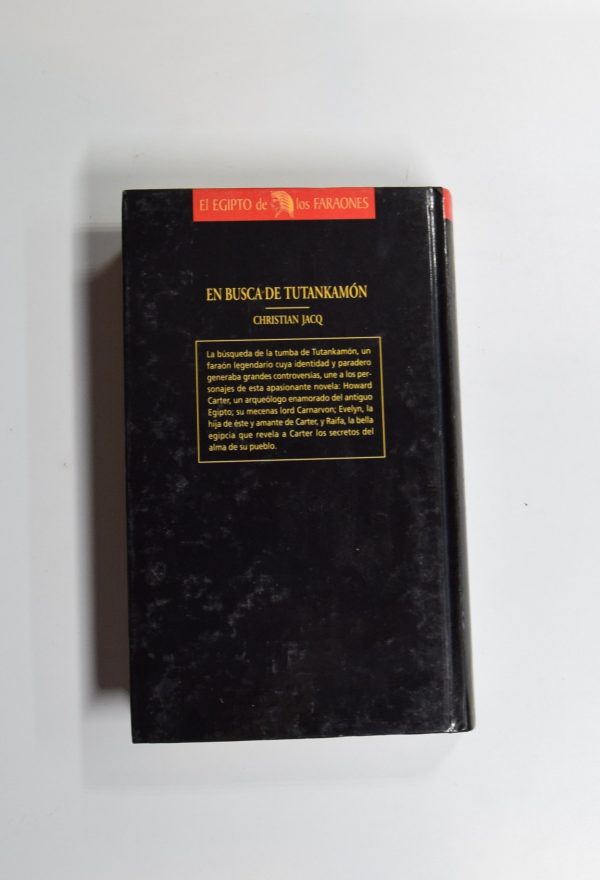 El EGIPTO de los FARAONES
EN BUSCA DE TUTANKAMÓN
CHRISTIAN JACQ
La búsqueda de la tumba de Tutankamón, un
faraón legendario cuya identidad y paradero
generaba grandes controversias, une a los per-
sonajes de esta apasionante novela: Howard
Carter, un arqueólogo enamorado del antiguo
Egipto; su mecenas lord Carnarvon; Evelyn, la
hija de éste y amante de Carter, y Raifa, la bella
egipcia que revela a Carter los secretos del
alma de su pueblo.